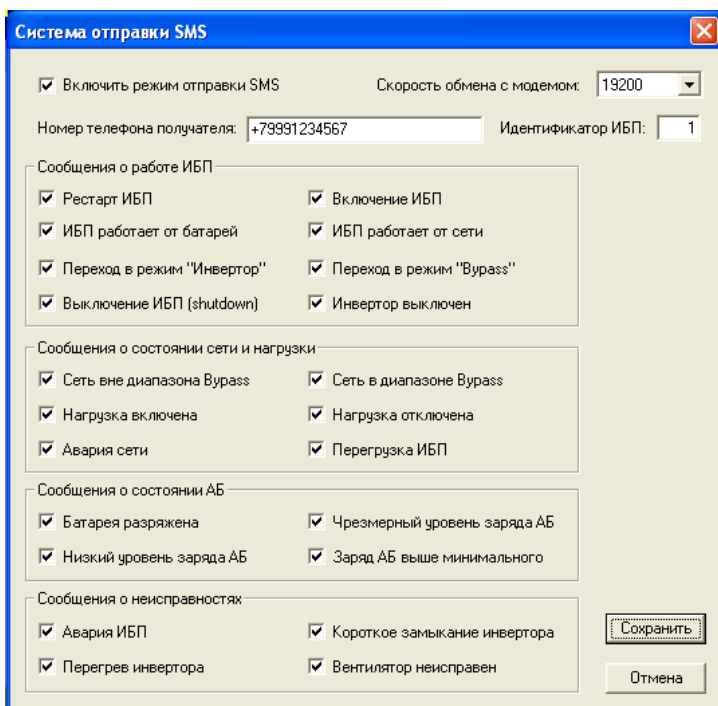 Система отправки SMS
Включить режим отправки SMS Скорость обмена с модемом: 19200
Номер телефона получателя: +79991234567 Идентификатор ИБП: 1
Сообщения о работе ИБП
Рестарт ИБП Включение ИБП
ИБП работает от батарей ИБП работает от сети
Переход в режим "Инвертор" Переход в режим "Bypass"
Выключение ИБП (shutdown) Инвертор выключен
Сообщения о состоянии сети и нагрузки
Сеть вне диапазона Bypass Сеть в диапазоне Bypass
Нагрузка включена Нагрузка отключена
Авария сети Перегрузка ИБП
Сообщения о состоянии АБ
Батарея разряжена Чрезмерный уровень заряда АБ
Низкий уровень заряда АБ Заряд АБ выше минимального
Сообщения о неисправностях
Авария ИБП Короткое замыкание инвертора Сохранить
Перегрев инвертора Вентилятор неисправен Отмена